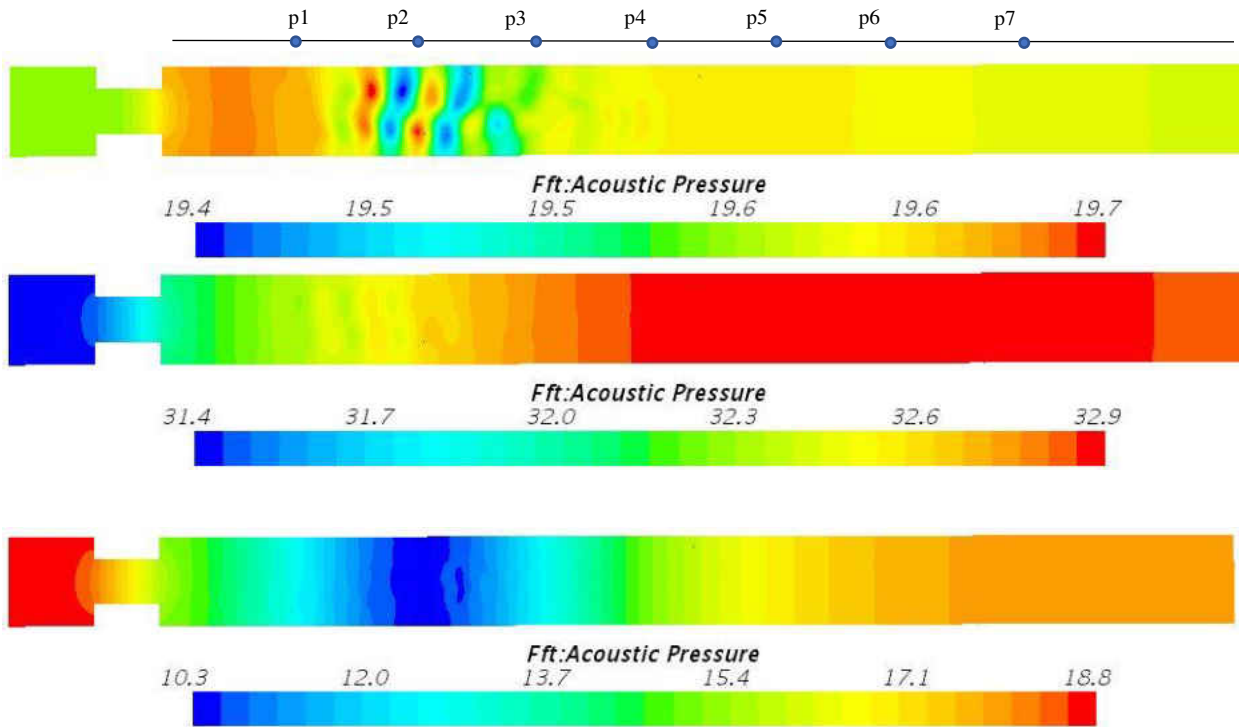 p1 p2 p3 p4 p5 p6 p7
Fft:Acoustic Pressure
19.4 19.5 19.5 19.6 19.6 19.7
Fft:Acoustic Pressure
31.4 31.7 32.0 32.3 32.6 32.9
Fft:Acoustic Pressure
10.3 12.0 13.7 15.4 17.1 18.8